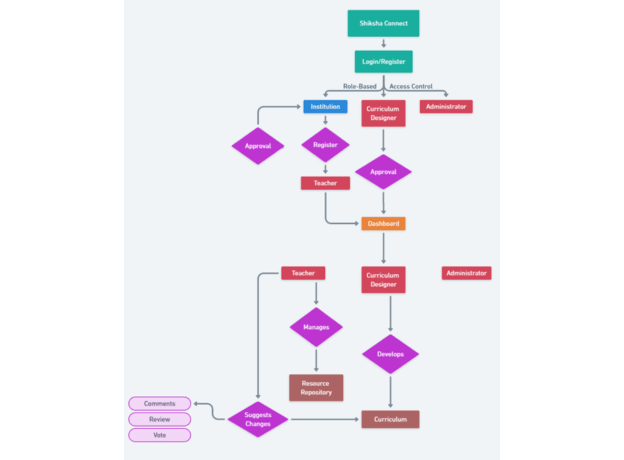 Shiksha Connect
Login/Register
Role-Based Access Control
Institution
Curriculum
Designer
Administrator
Approval
Register
Approval
Teacher
Dashboard
Teacher
Curriculum
Designer
Administrator
Manages
Develops
Resource
Repository
Comments
Review
Vote
Suggests
Changes
Curriculum